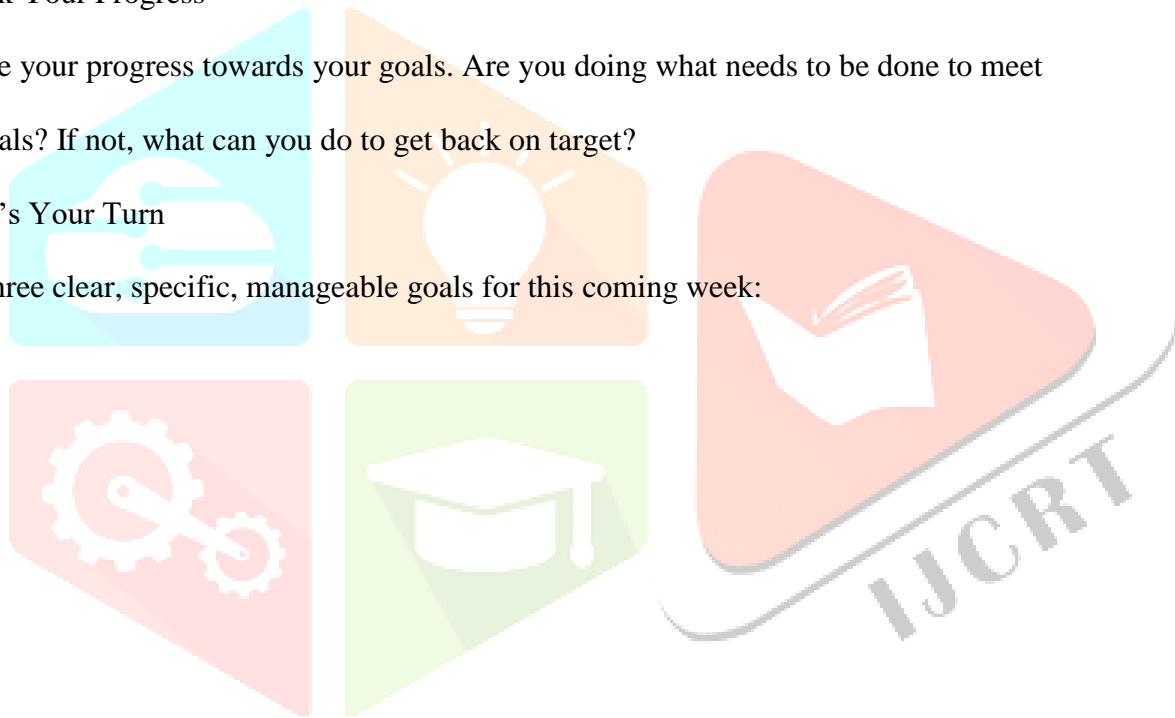 Your Progress
e your progress towards your goals. Are you doing what needs to be done to meet
als? If not, what can you do to get back on target?
’s Your Turn
hree clear, specific, manageable goals for this coming week:
IJCRT